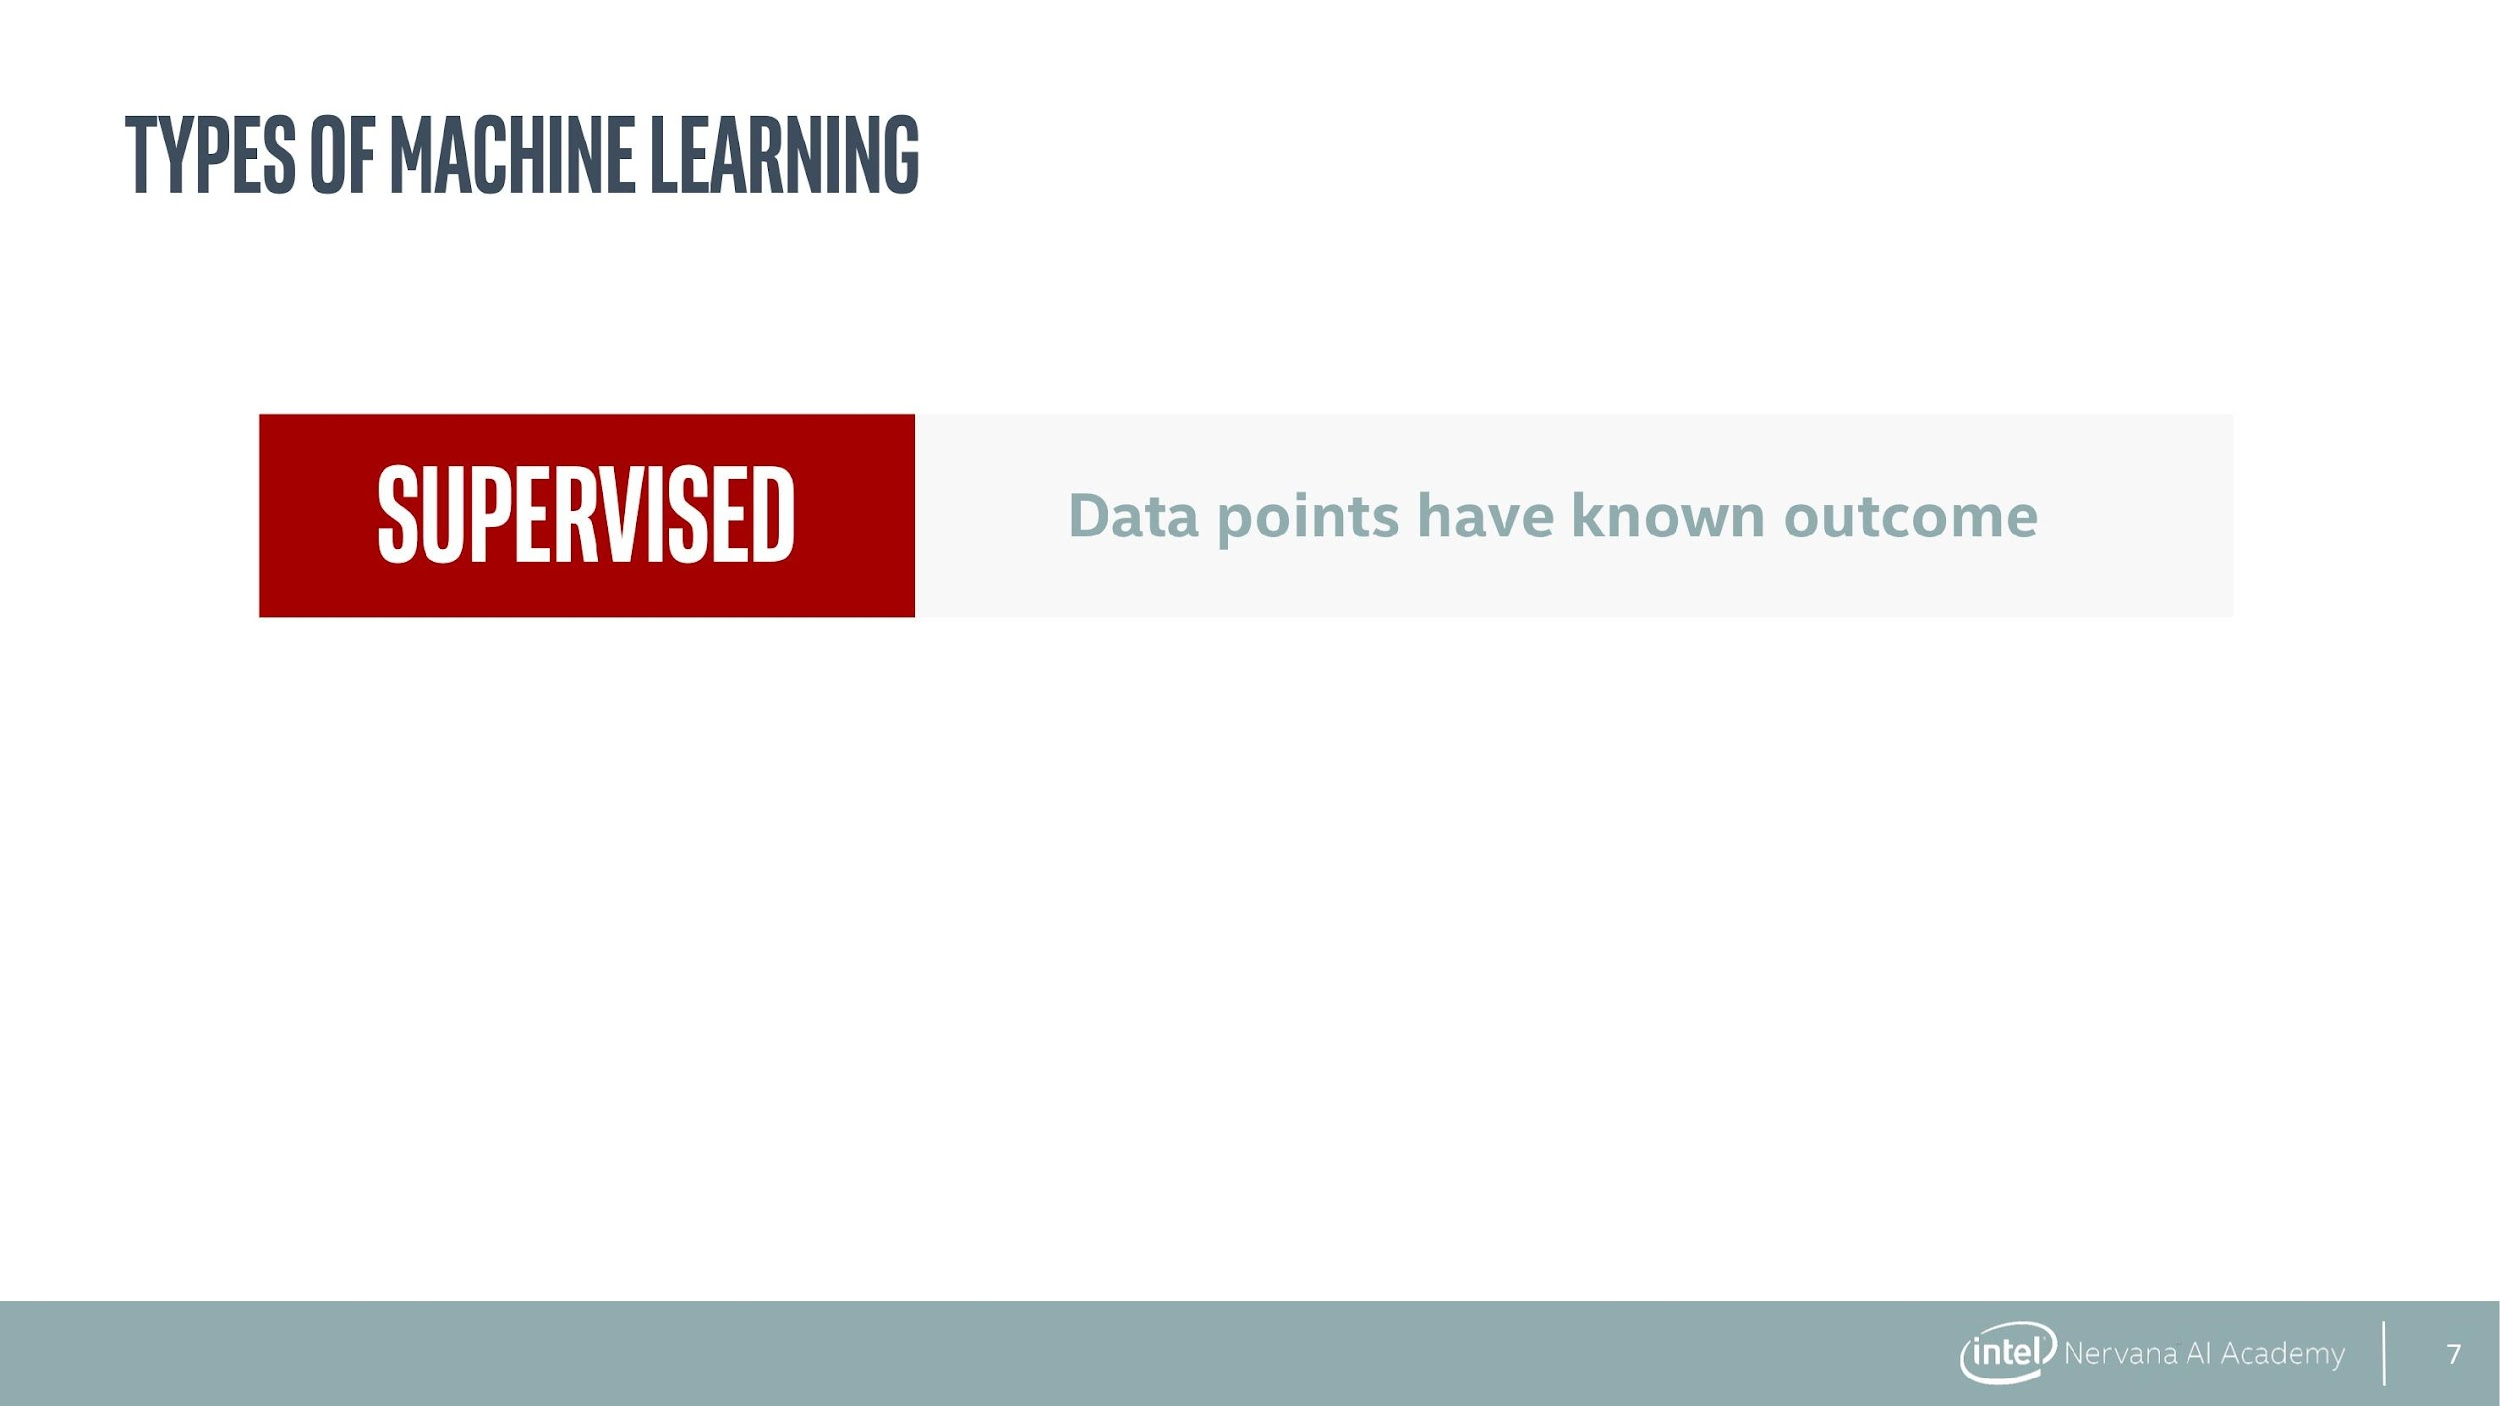 TYPES OF MACHINE LEARNING
SUPERVISED
Data points have known outcome
intel Nervana AI Academy
7